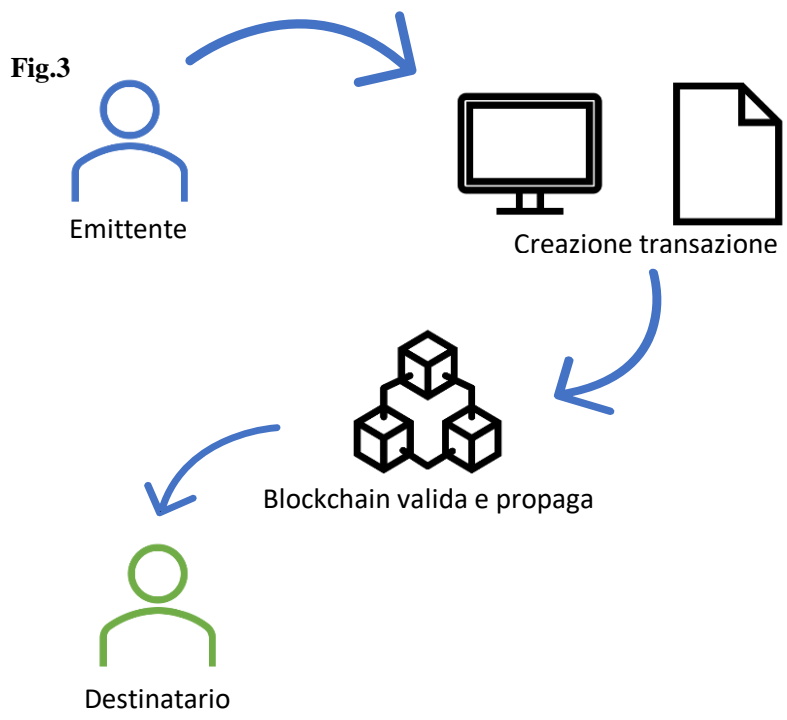 Fig.3
Emittente
Creazione transazione
Blockchain valida e propaga
Destinatario